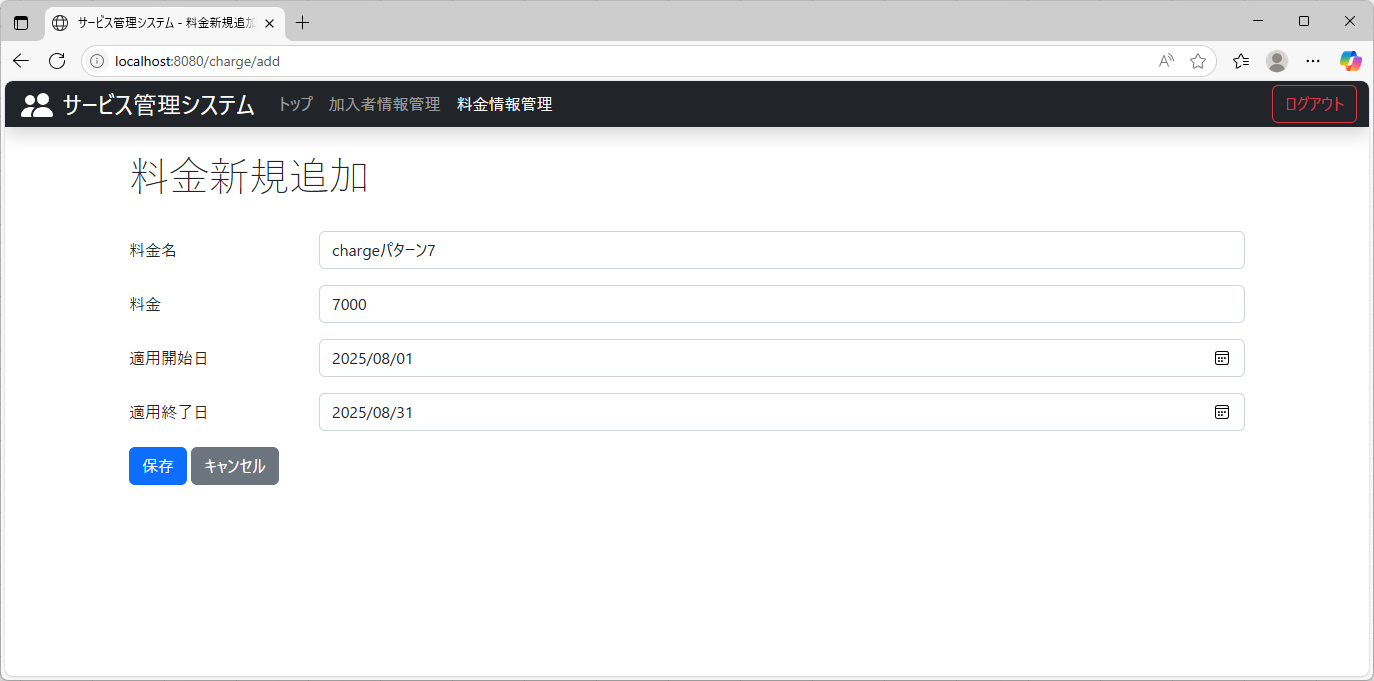 サービス管理システム - 料金新規追加
localhost:8080/charge/add
サービス管理システム トップ 加入者情報管理 料金情報管理 ログアウト
料金新規追加
料金名 chargeパターン7
料金 7000
適用開始日 2025/08/01
適用終了日 2025/08/31
保存 キャンセル